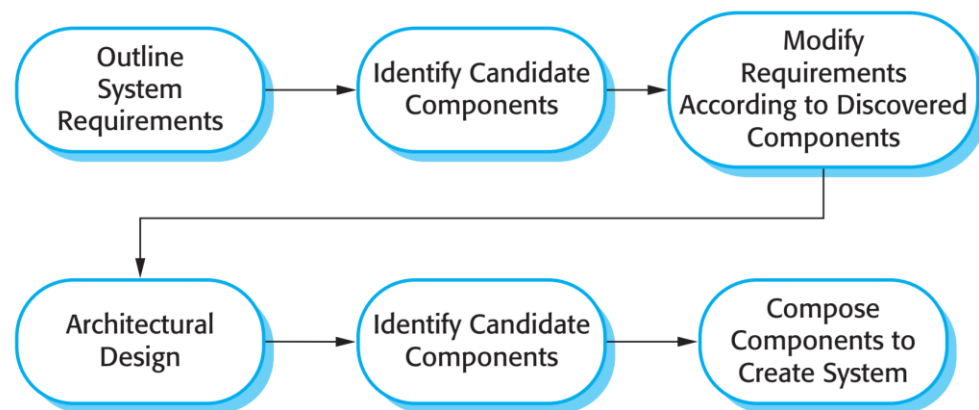 Outline
System
Requirements
Identify Candidate
Components
Modify
Requirements
According to Discovered
Components
Architectural
Design
Identify Candidate
Components
Compose
Components to
Create System